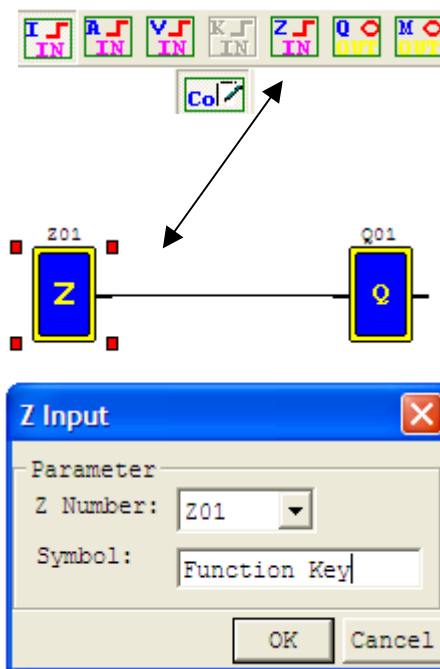 I IN A IN V IN K IN Z IN Q OUT M OUT
Co
Z01 Q01
Z Q
Z Input
Parameter
Z Number: Z01
Symbol: Function Key
OK Cancel